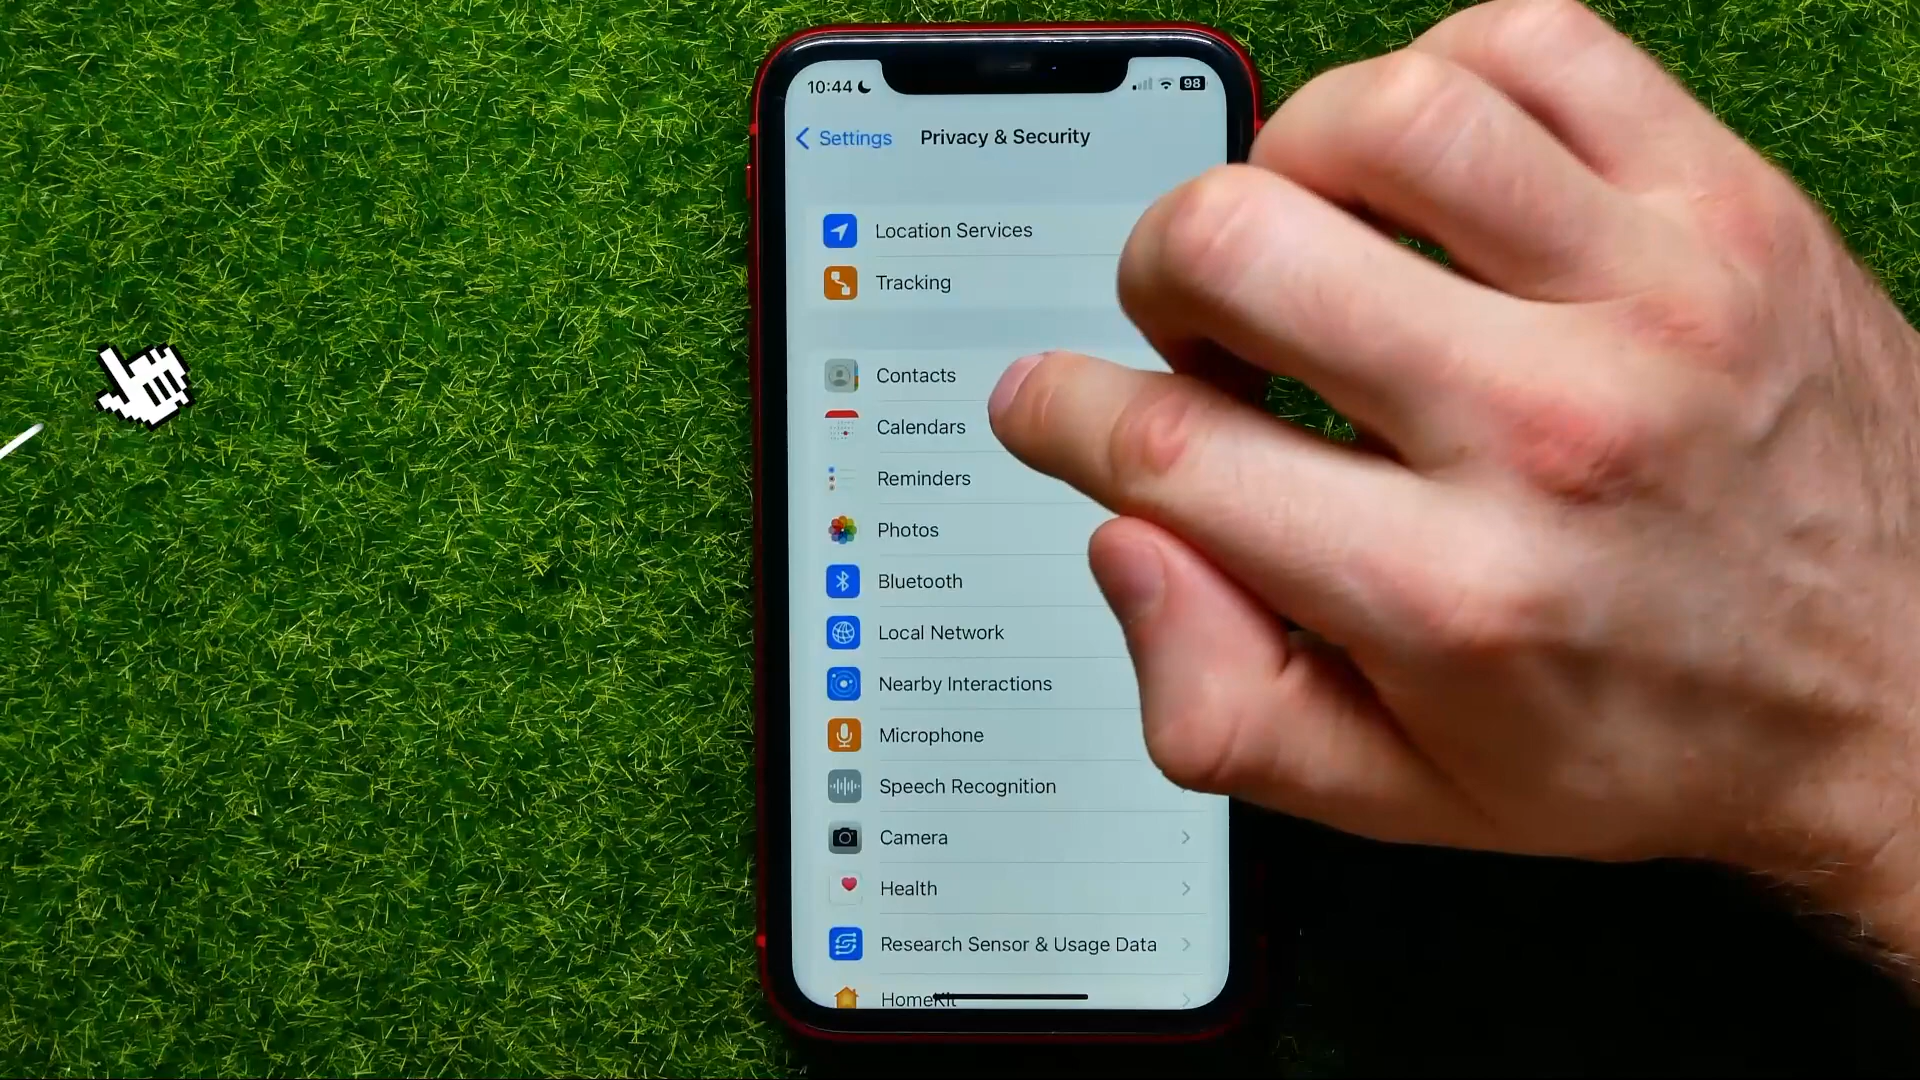 10:44
98
Settings
Privacy & Security
Location Services
Tracking
Contacts
Calendars
Reminders
Photos
Bluetooth
Local Network
Nearby Interactions
Microphone
Speech Recognition
Camera
Health
Research Sensor & Usage Data
HomeKit